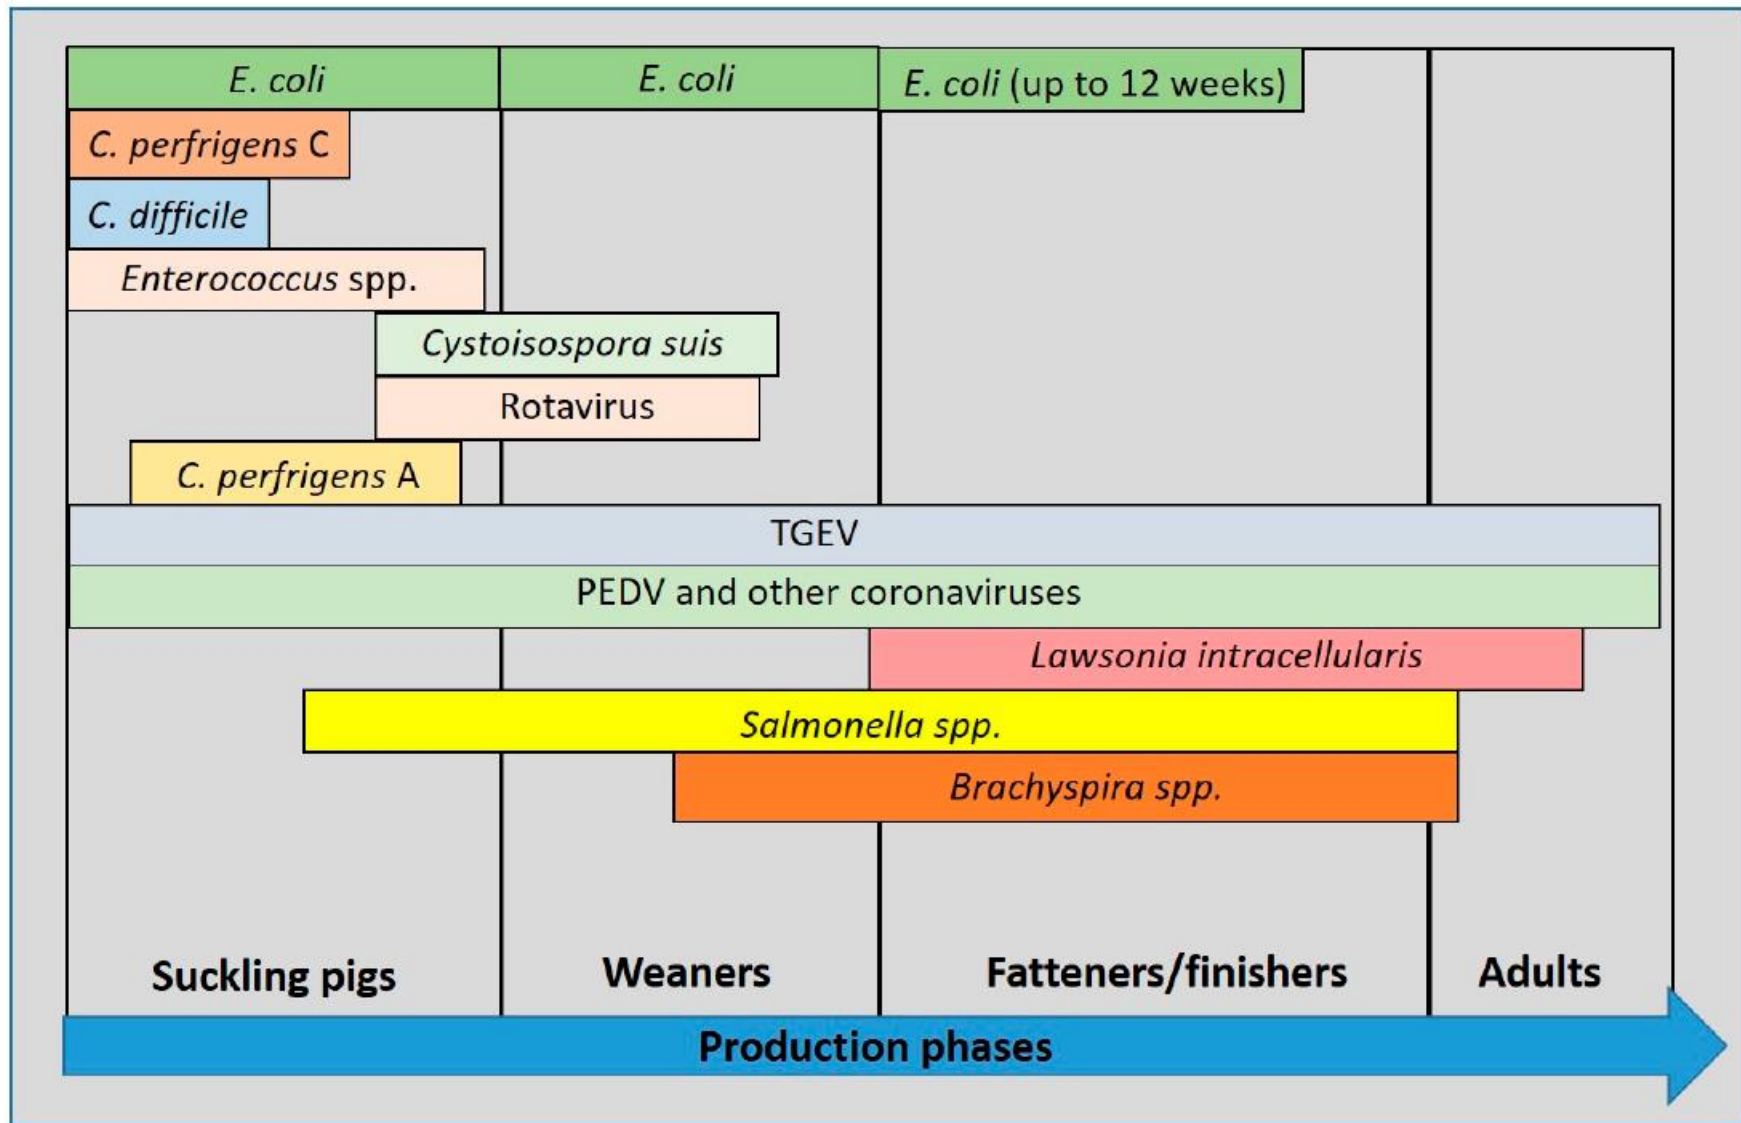 E. coli
E. coli
E. coli (up to 12 weeks)
C. perfrigens C
C. difficile
Enterococcus spp.
Cystoisospora suis
Rotavirus
C. perfrigens A
TGEV
PEDV and other coronaviruses
Lawsonia intracellularis
Salmonella spp.
Brachyspira spp.
Suckling pigs
Weaners
Fatteners/finishers
Adults
Production phases